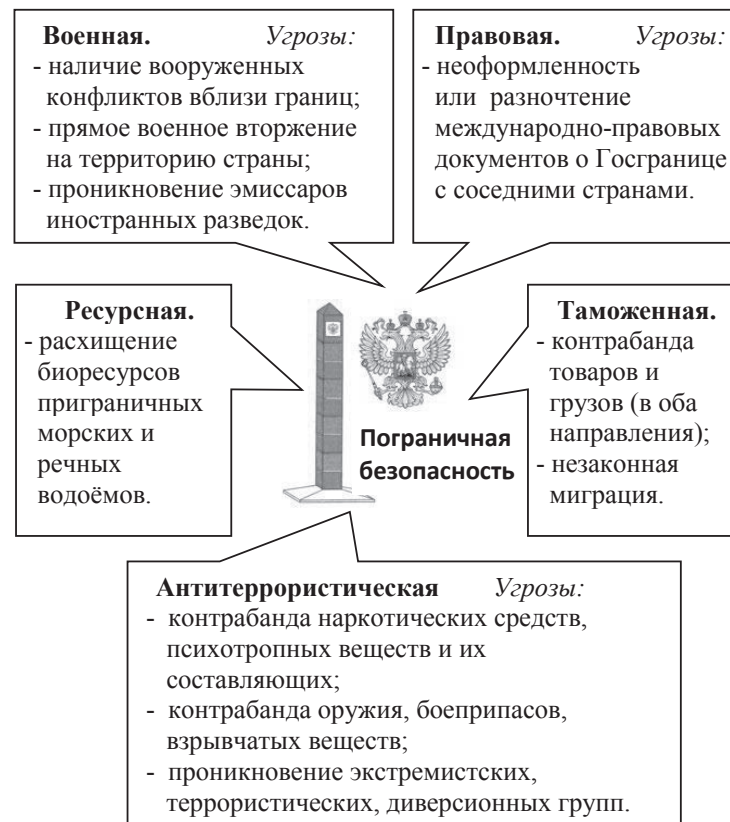 Военная. Угрозы:
- наличие вооруженных
конфликтов вблизи границ;
- прямое военное вторжение
на территорию страны;
- проникновение эмиссаров
иностранных разведок.
Правовая. Угрозы:
- неоформленность
или разночтение
международно-правовых
документов о Госгранице
с соседними странами.
Ресурсная.
- расхищение
биоресурсов
приграничных
морских и
речных
водоёмов.
Пограничная
безопасность
Таможенная.
- контрабанда
товаров и
грузов (в оба
направления);
- незаконная
миграция.
Антитеррористическая Угрозы:
- контрабанда наркотических средств,
психотропных веществ и их
составляющих;
- контрабанда оружия, боеприпасов,
взрывчатых веществ;
- проникновение экстремистских,
террористических, диверсионных групп.